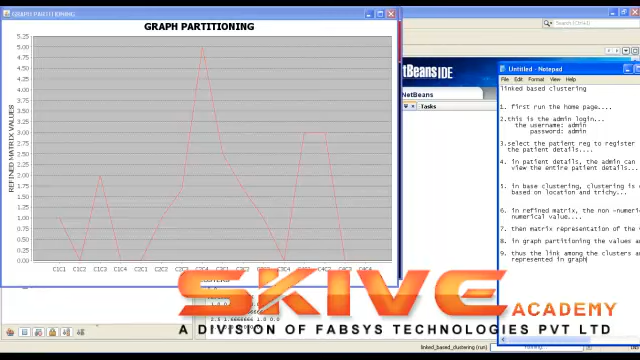 GRAPH PARTITIONING
GRAPH PARTITIONING
REFINED MATRIX VALUES
5.25
5.00
4.75
4.50
4.25
4.00
3.75
3.50
3.25
3.00
2.75
2.50
2.25
2.00
1.75
1.50
1.25
1.00
0.75
0.50
0.25
0.00
C1C1 C1C2 C1C3 C1C4 C2C1 C2C2 C2C3
Search (Ctrl+I)
NetBeans IDE
NetBeans
Tasks
Untitled - Notepad
File Edit Format View Help
linked based clustering
1. first run the home page....
2.this is the admin login...
the username: admin
password: admin
3.select the patient reg to register
the patient details....
4. in patient details, the admin can
view the entire patient details...
5. in base clustering, clustering is
based on location and trichy...
6. in refined matrix, the non -numeric
numerical value....
7. then matrix representation of the
8. in graph partitioning the values a
9. thus the link among the clusters a
represented in graph
SKIVE ACADEMY
A DIVISION OF FABSYS TECHNOLOGIES PVT LTD
linked_based_clustering (run)
running...